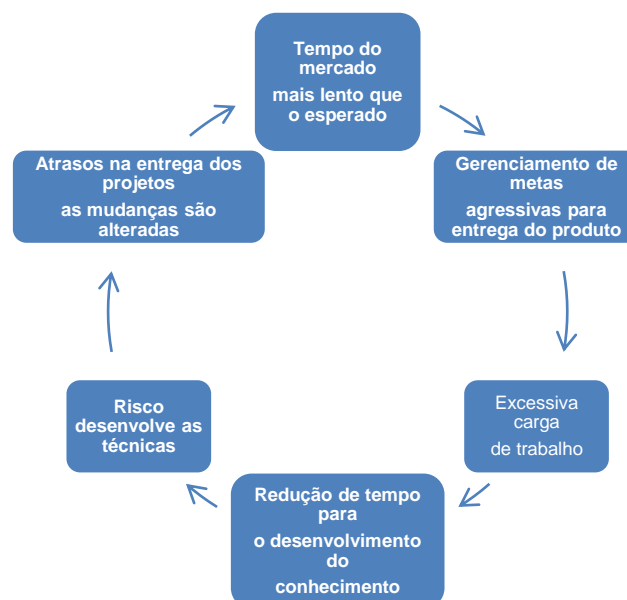 Tempo do
mercado
mais lento que
o esperado
Gerenciamento de
metas
agressivas para
entrega do produto
Excessiva
carga
de trabalho
Redução de tempo
para
o desenvolvimento
do
conhecimento
Risco
desenvolve as
técnicas
Atrasos na entrega dos
projetos
as mudanças são
alteradas